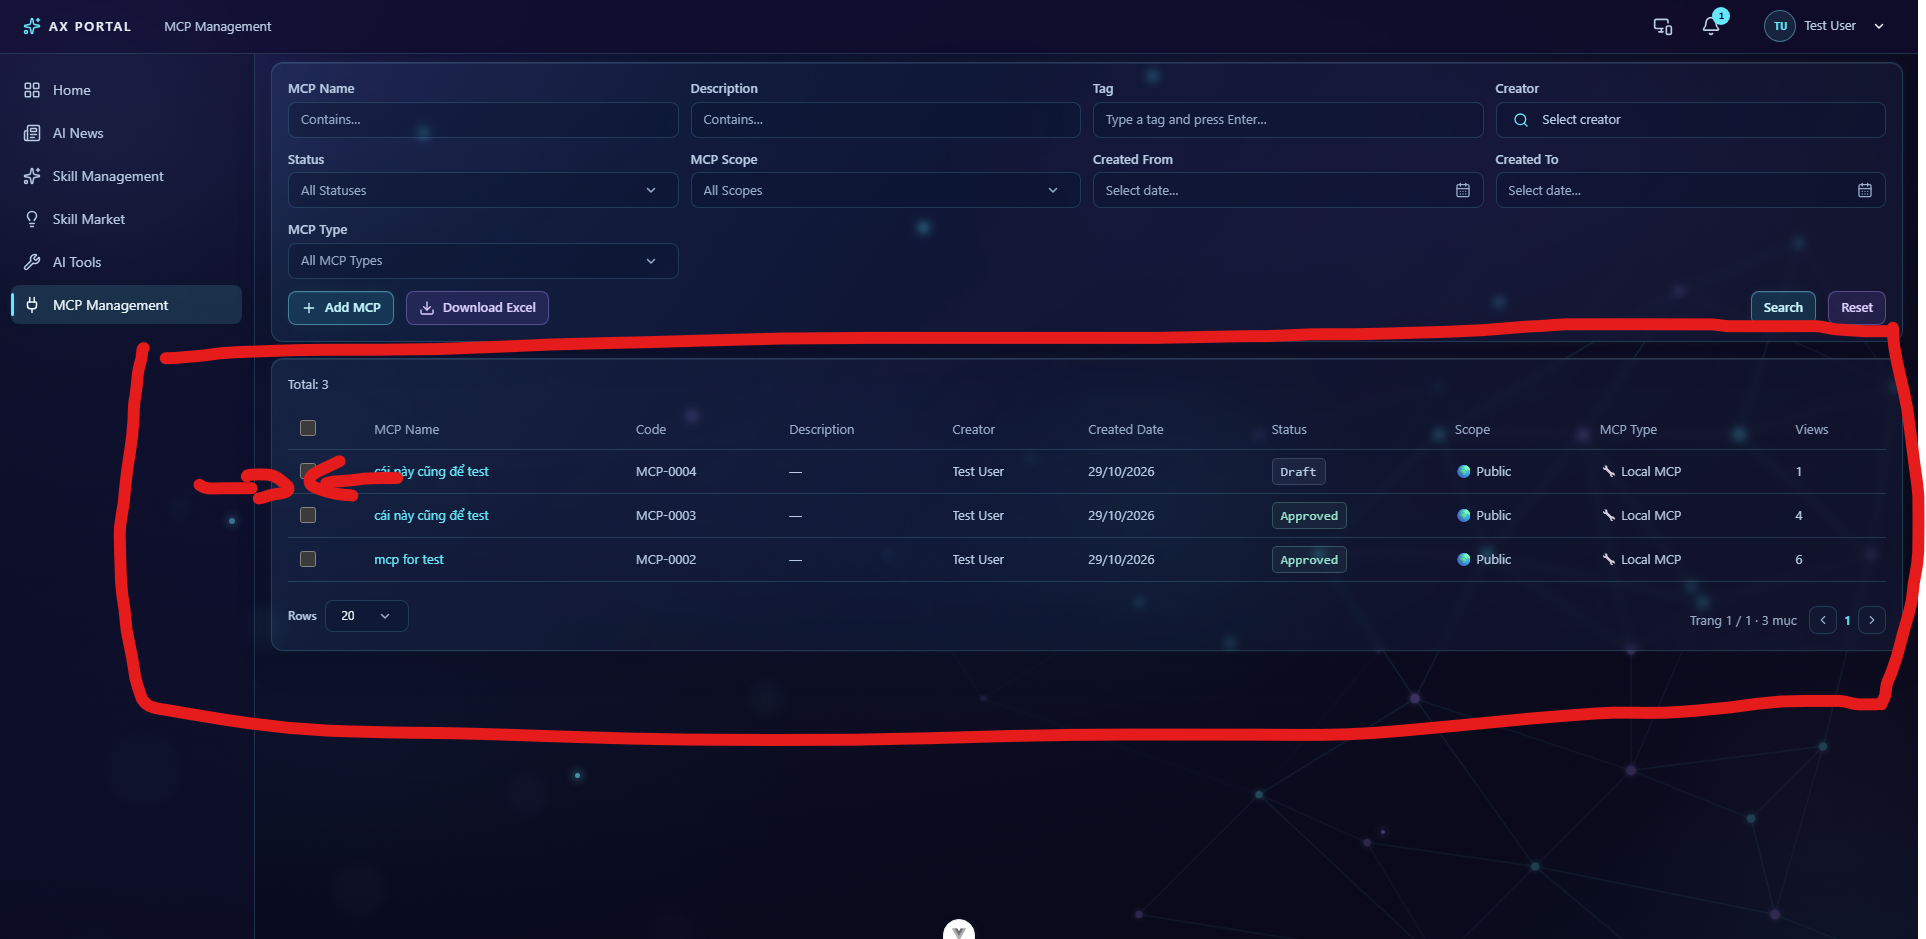 AX PORTAL
MCP Management
1
TU
Test User
Home
AI News
Skill Management
Skill Market
AI Tools
MCP Management
MCP Name
Description
Tag
Creator
Contains...
Contains...
Type a tag and press Enter...
Select creator
Status
MCP Scope
Created From
Created To
All Statuses
All Scopes
Select date...
Select date...
MCP Type
All MCP Types
Add MCP
Download Excel
Search
Reset
Total: 3
MCP Name Code Description Creator Created Date Status Scope MCP Type Views
cái này cũng để test MCP-0004 — Test User 29/10/2026 Draft Public Local MCP 1
cái này cũng để test MCP-0003 — Test User 29/10/2026 Approved Public Local MCP 4
mcp for test MCP-0002 — Test User 29/10/2026 Approved Public Local MCP 6
Rows 20
Trang 1 / 1 · 3 mục
1